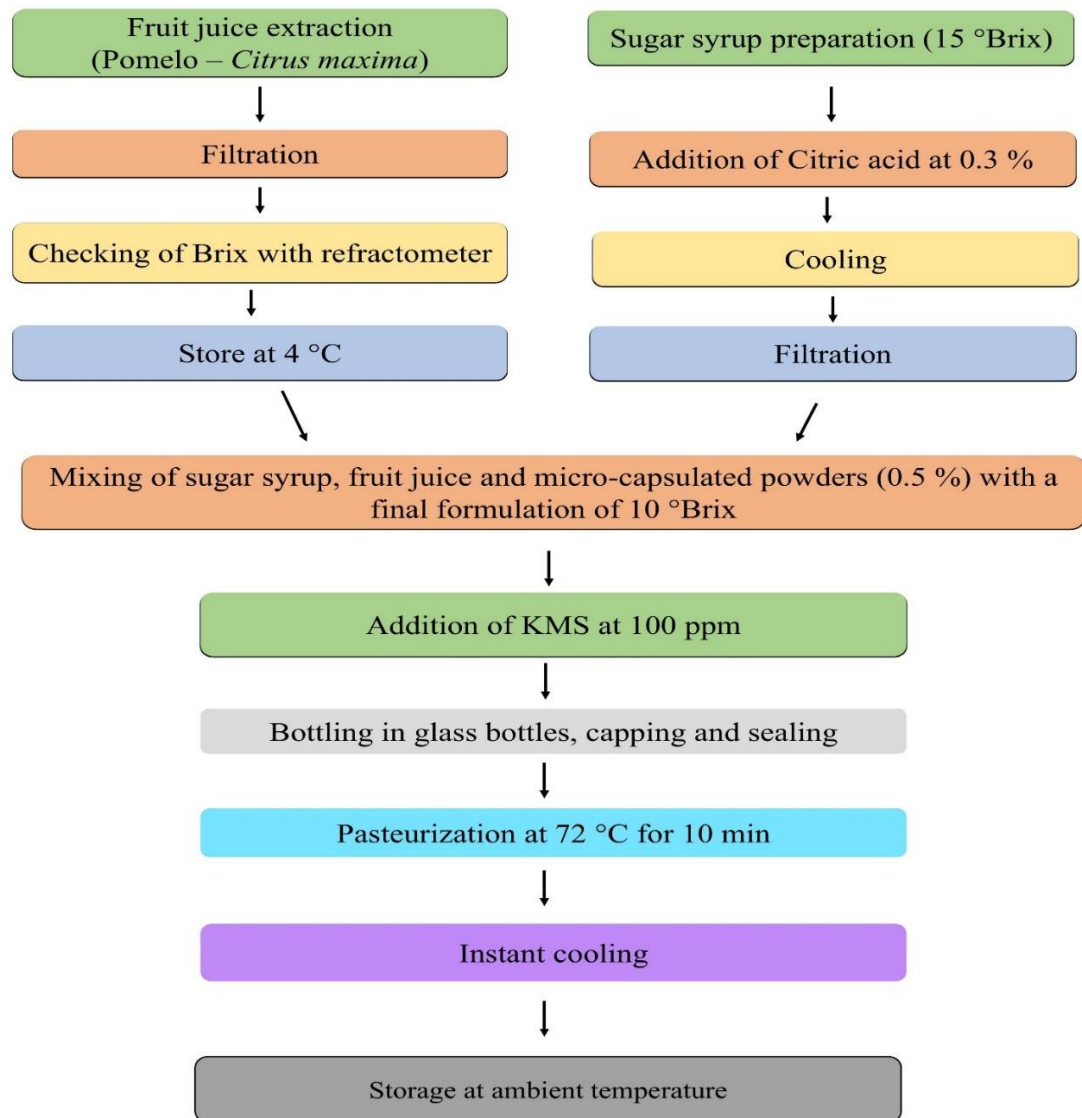 Fruit juice extraction
(Pomelo – Citrus maxima)
Filtration
Checking of Brix with refractometer
Store at 4 °C
Sugar syrup preparation (15 °Brix)
Addition of Citric acid at 0.3 %
Cooling
Filtration
Mixing of sugar syrup, fruit juice and micro-capsulated powders (0.5 %) with a
final formulation of 10 °Brix
Addition of KMS at 100 ppm
Bottling in glass bottles, capping and sealing
Pasteurization at 72 °C for 10 min
Instant cooling
Storage at ambient temperature